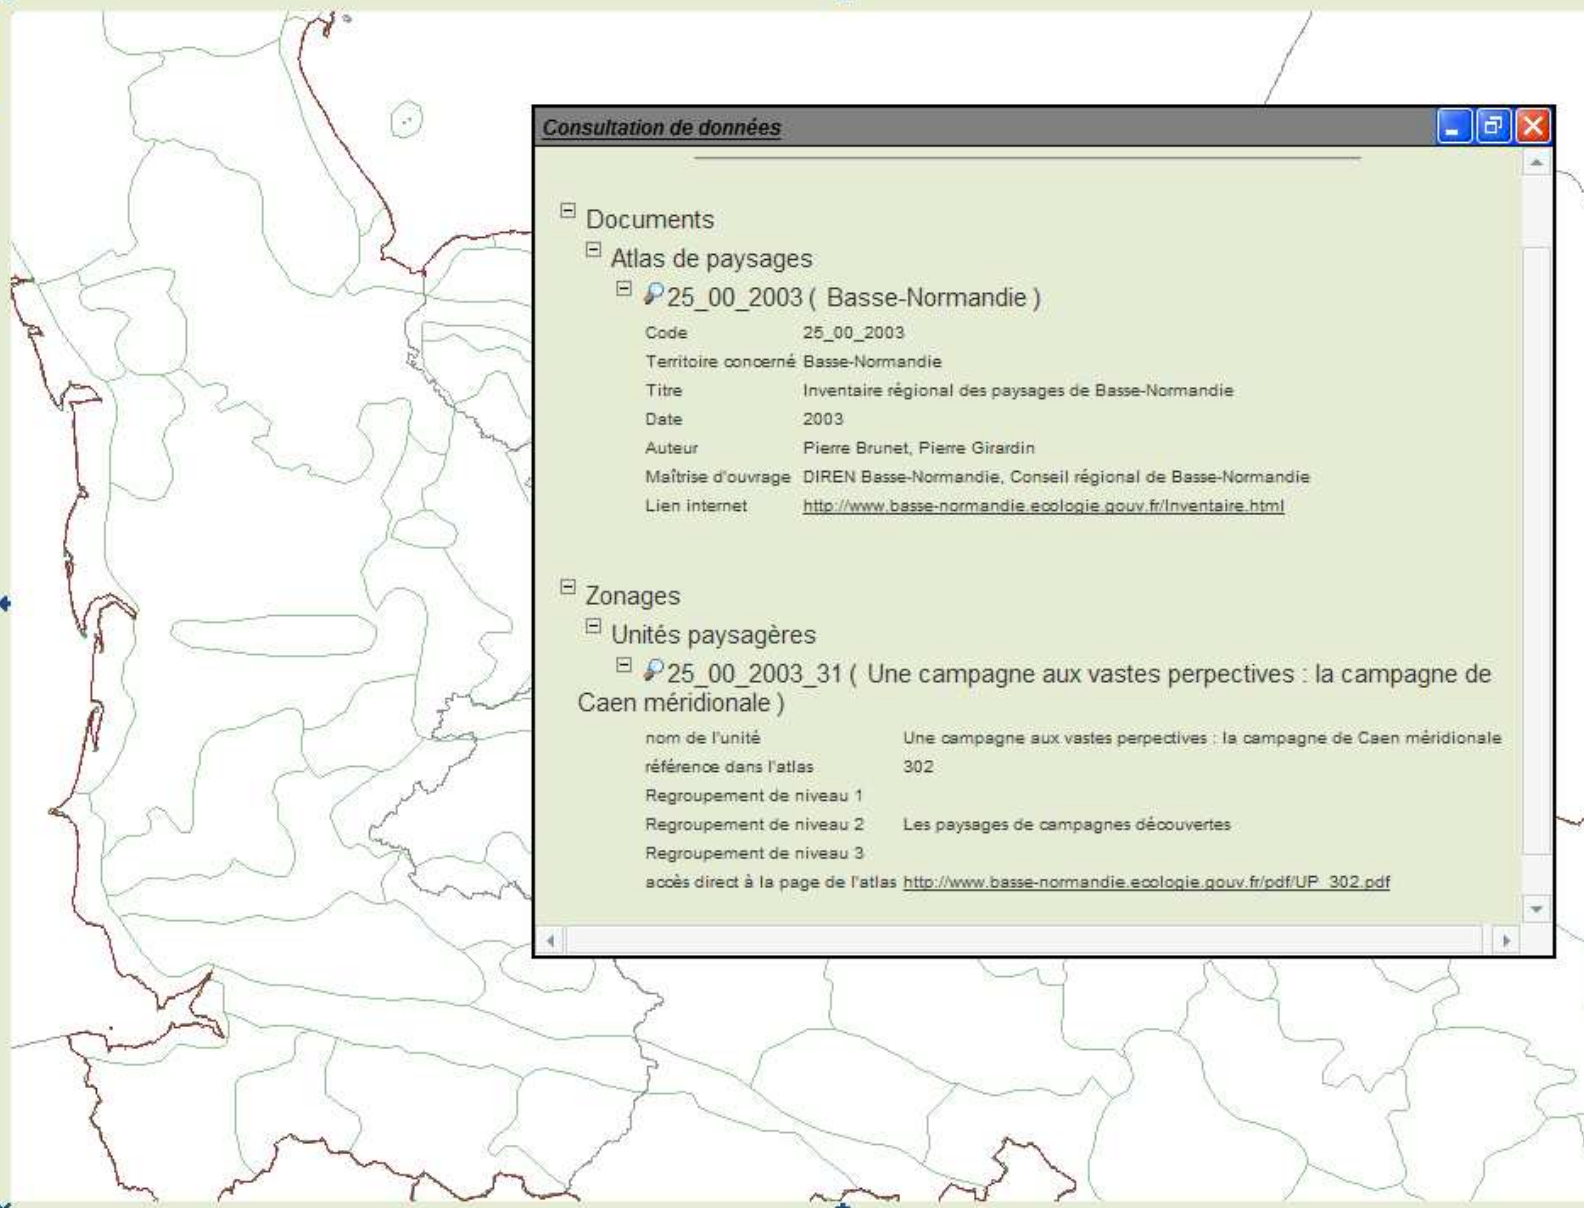 Consultation de données
Documents
Atlas de paysages
25_00_2003 ( Basse-Normandie )
Code 25_00_2003
Territoire concerné Basse-Normandie
Titre Inventaire régional des paysages de Basse-Normandie
Date 2003
Auteur Pierre Brunet, Pierre Girardin
Maîtrise d'ouvrage DIREN Basse-Normandie, Conseil régional de Basse-Normandie
Lien internet http://www.basse-normandie.ecologie.gouv.fr/Inventaire.html
Zonages
Unités paysagères
25_00_2003_31 ( Une campagne aux vastes perpectives : la campagne de
Caen méridionale )
nom de l'unité Une campagne aux vastes perpectives : la campagne de Caen méridionale
référence dans l'atlas 302
Regroupement de niveau 1
Regroupement de niveau 2 Les paysages de campagnes découvertes
Regroupement de niveau 3
accès direct à la page de l'atlas http://www.basse-normandie.ecologie.gouv.fr/pdf/UP_302.pdf